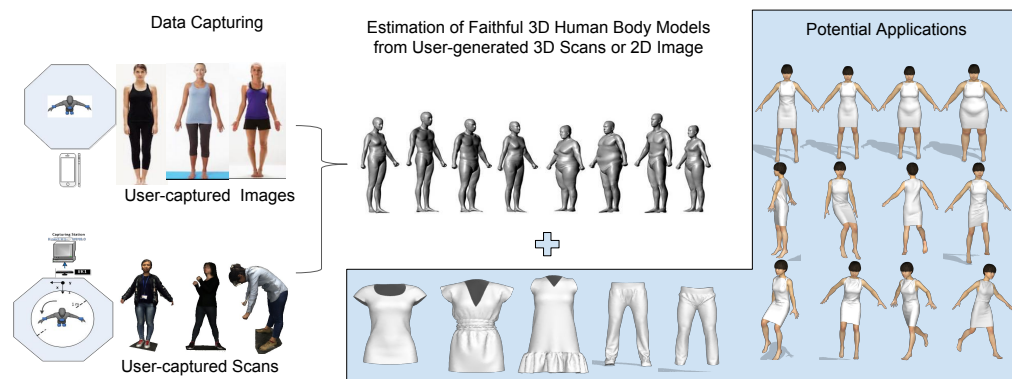 Data Capturing
Estimation of Faithful 3D Human Body Models
from User-generated 3D Scans or 2D Image
Potential Applications
User-captured Images
Capturing Station
User-captured Scans